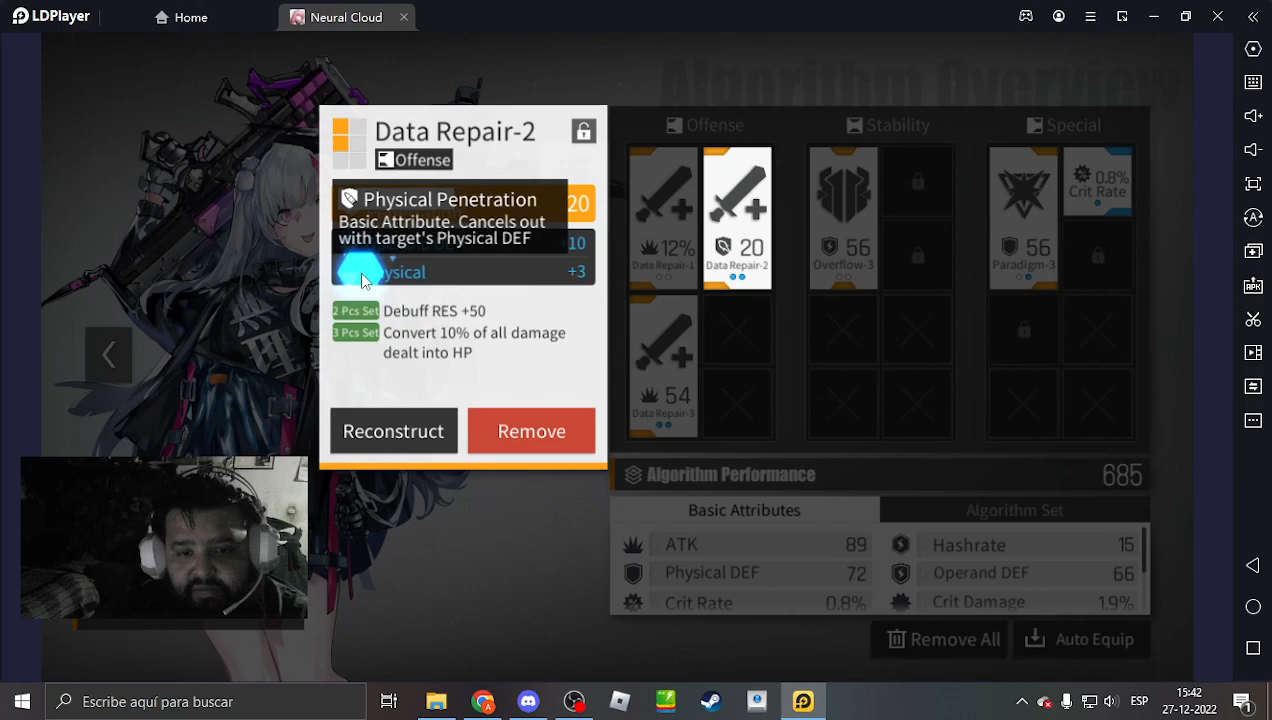 LDPlayer
Home
Neural Cloud
Algorithm Overview
Data Repair-2
Offense
Physical Penetration
20
Basic Attribute. Cancels out
with target's Physical DEF
+10
ysical
+3
2 Pcs Set Debuff RES +50
3 Pcs Set Convert 10% of all damage
dealt into HP
Reconstruct
Remove
Offense
Stability
Special
12%
Data Repair-1
20
Data Repair-2
56
Overflow-3
56
Paradigm-3
0.8%
Crit Rate
54
Data Repair-3
Algorithm Performance
685
Basic Attributes
Algorithm Set
ATK 89
Hashrate 15
Physical DEF 72
Operand DEF 66
Crit Rate 0.8%
Crit Damage 1.9%
Remove All
Auto Equip
Escribe aquí para buscar
ESP
15:42
27-12-2022